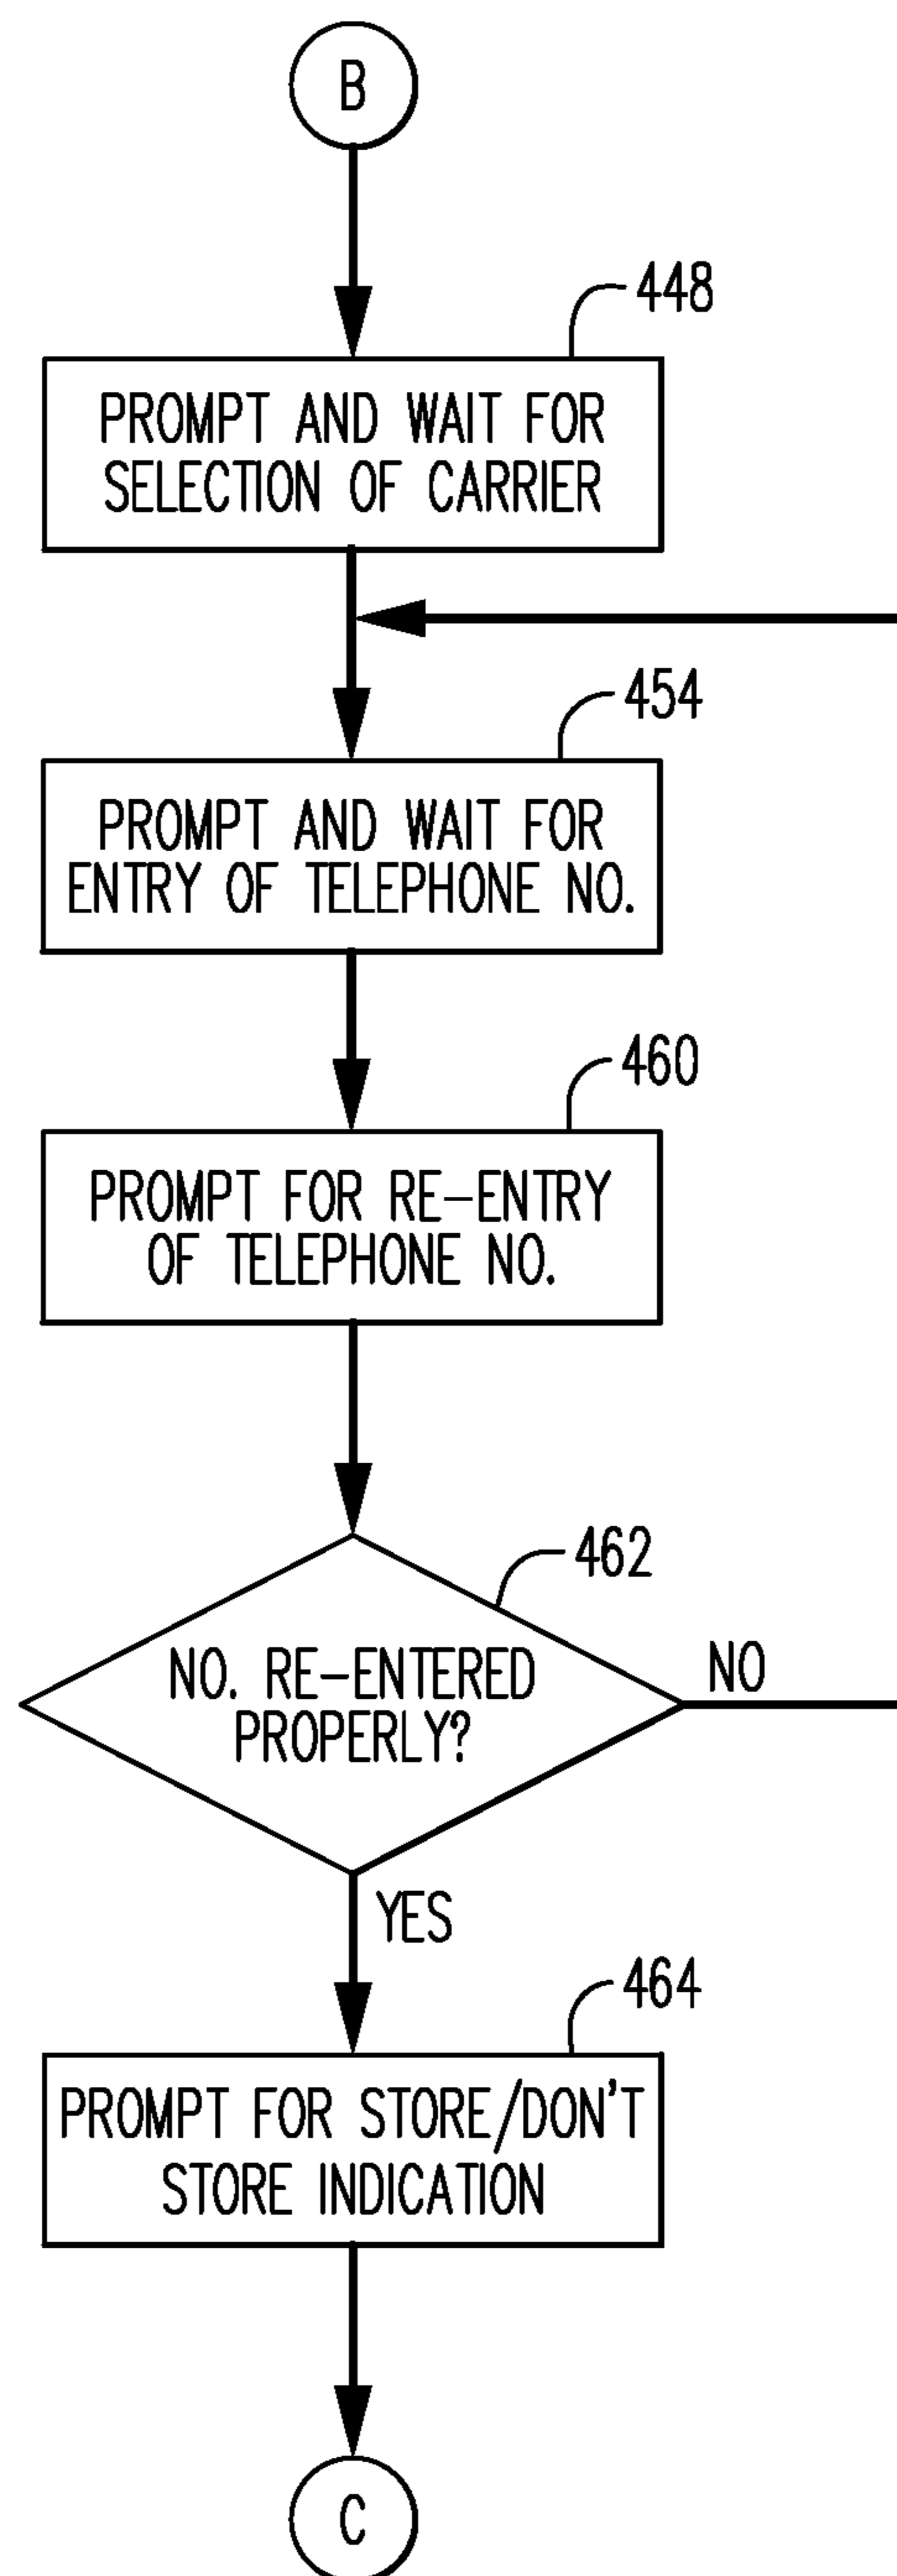 B
448
PROMPT AND WAIT FOR
SELECTION OF CARRIER
454
PROMPT AND WAIT FOR
ENTRY OF TELEPHONE NO.
460
PROMPT FOR RE-ENTRY
OF TELEPHONE NO.
462
NO. RE-ENTERED
PROPERLY?
NO
YES
464
PROMPT FOR STORE/DON'T
STORE INDICATION
C